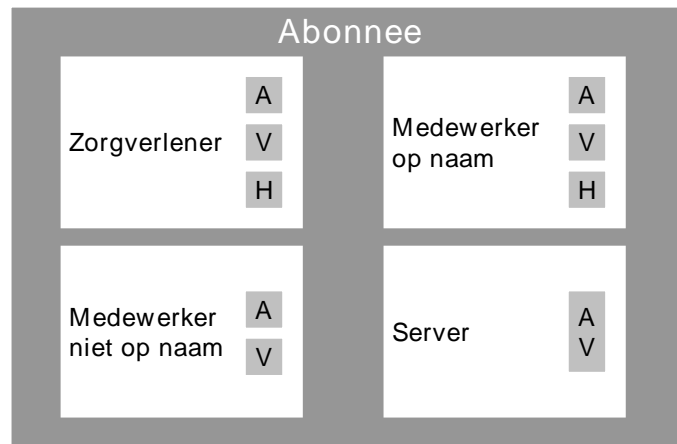 Abonnee
Zorgverlener
A
V
H
Medewerker
op naam
A
V
H
Medewerker
niet op naam
A
V
Server
A
V